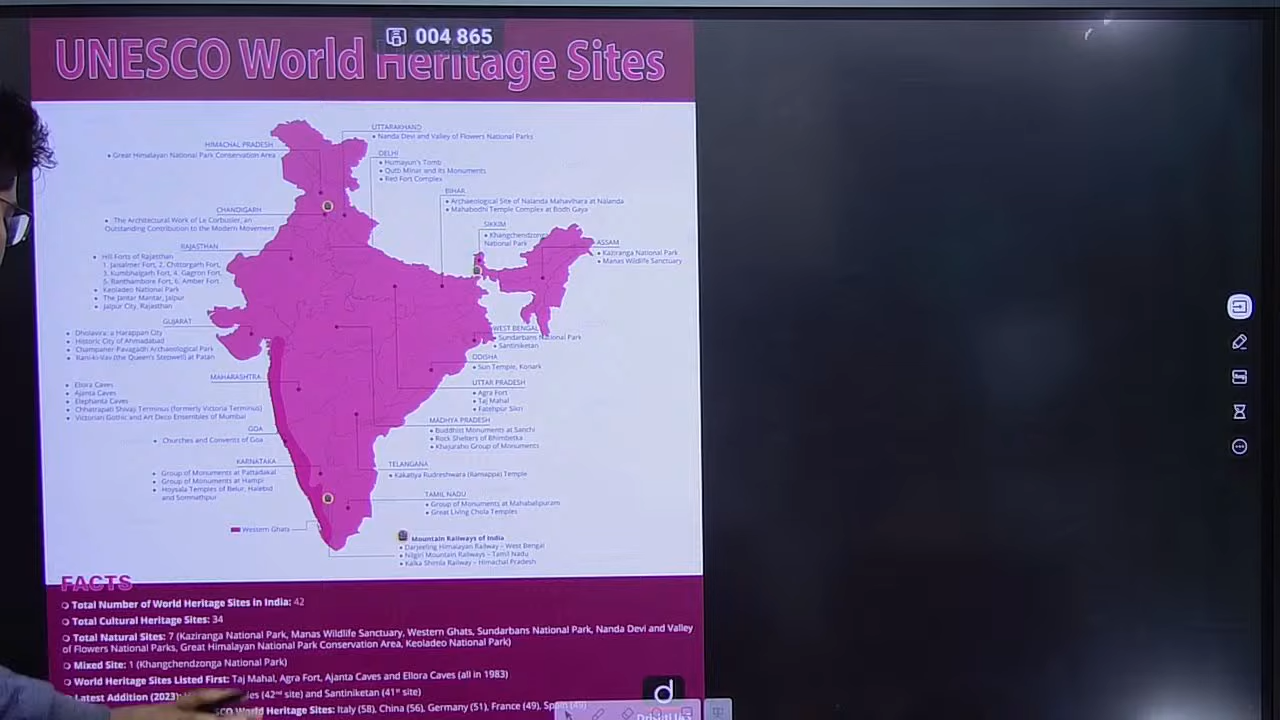 004 865
UNESCO World Heritage Sites
UTTARAKHAND
• Nanda Devi and Valley of Flowers National Parks
HIMACHAL PRADESH
• Great Himalayan National Park Conservation Area
DELHI
• Humayun's Tomb
• Qutb Minar and its Monuments
• Red Fort Complex
BIHAR
• Archaeological Site of Nalanda Mahavihara at Nalanda
• Mahabodhi Temple Complex at Bodh Gaya
CHANDIGARH
• The Architectural Work of Le Corbusier, an
Outstanding Contribution to the Modern Movement
SIKKIM
• Khangchendzonga
National Park
ASSAM
• Kaziranga National Park
• Manas Wildlife Sanctuary
RAJASTHAN
• Hill Forts of Rajasthan
1. Jaisalmer Fort, 2. Chittorgarh Fort,
3. Kumbhalgarh Fort, 4. Gagron Fort,
5. Ranthambore Fort, 6. Amber Fort
• Keoladeo National Park
• The Jantar Mantar, Jaipur
• Jaipur City, Rajasthan
GUJARAT
• Dholavira: a Harappan City
• Historic City of Ahmadabad
• Champaner-Pavagadh Archaeological Park
• Rani-ki-Vav (the Queen's Stepwell) at Patan
WEST BENGAL
• Sundarbans National Park
• Santiniketan
ODISHA
• Sun Temple, Konark
MAHARASHTRA
• Ellora Caves
• Ajanta Caves
• Elephanta Caves
• Chhatrapati Shivaji Terminus (formerly Victoria Terminus)
• Victorian Gothic and Art Deco Ensembles of Mumbai
UTTAR PRADESH
• Agra Fort
• Taj Mahal
• Fatehpur Sikri
MADHYA PRADESH
• Buddhist Monuments at Sanchi
• Rock Shelters of Bhimbetka
• Khajuraho Group of Monuments
GOA
• Churches and Convents of Goa
KARNATAKA
• Group of Monuments at Pattadakal
• Group of Monuments at Hampi
• Hoysala Temples of Belur, Halebid
and Somnathpur
TELANGANA
• Kakatiya Rudreshwara (Ramappa) Temple
TAMIL NADU
• Group of Monuments at Mahabalipuram
• Great Living Chola Temples
Western Ghats
Mountain Railways of India
• Darjeeling Himalayan Railway – West Bengal
• Nilgiri Mountain Railways – Tamil Nadu
• Kalka Shimla Railway – Himachal Pradesh
FACTS
Total Number of World Heritage Sites in India: 42
Total Cultural Heritage Sites: 34
Total Natural Sites: 7 (Kaziranga National Park, Manas Wildlife Sanctuary, Western Ghats, Sundarbans National Park, Nanda Devi and Valley
of Flowers National Parks, Great Himalayan National Park Conservation Area, Keoladeo National Park)
Mixed Site: 1 (Khangchendzonga National Park)
World Heritage Sites Listed First: Taj Mahal, Agra Fort, Ajanta Caves and Ellora Caves (all in 1983)
Latest Addition (2023): (42nd site) and Santiniketan (41st site)
World Heritage Sites: Italy (58), China (56), Germany (51), France (49), Spain (49)